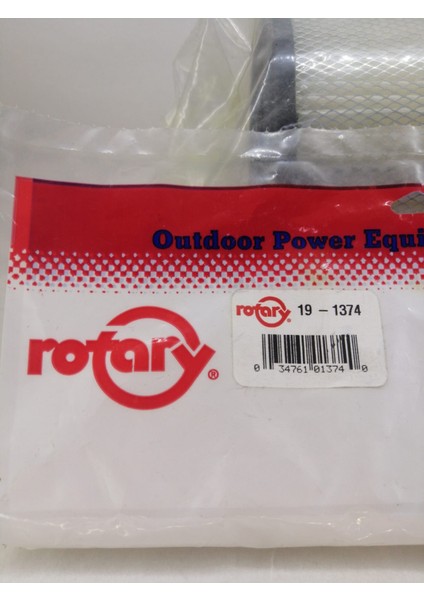 Outdoor Power Equi
rotary®
rotary® 19 - 1374
0 34761 01374 0